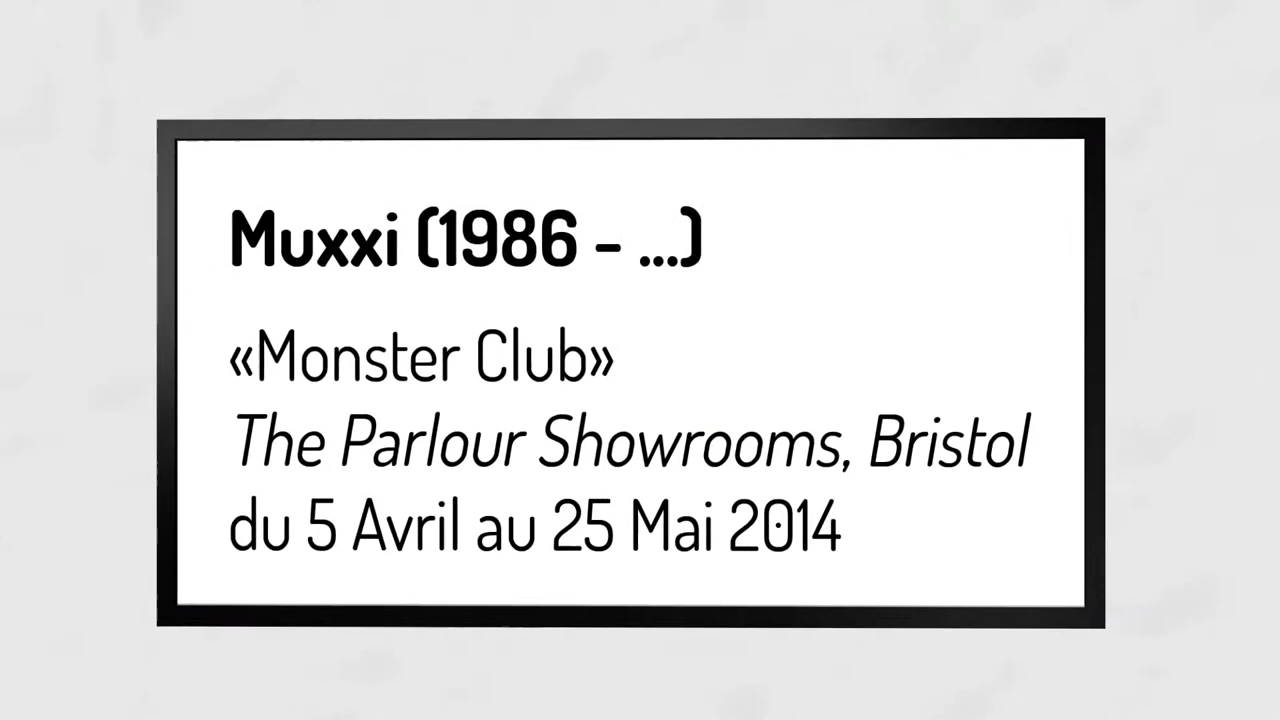 Muxxi (1986 - ...)
«Monster Club»
The Parlour Showrooms, Bristol
du 5 Avril au 25 Mai 2014